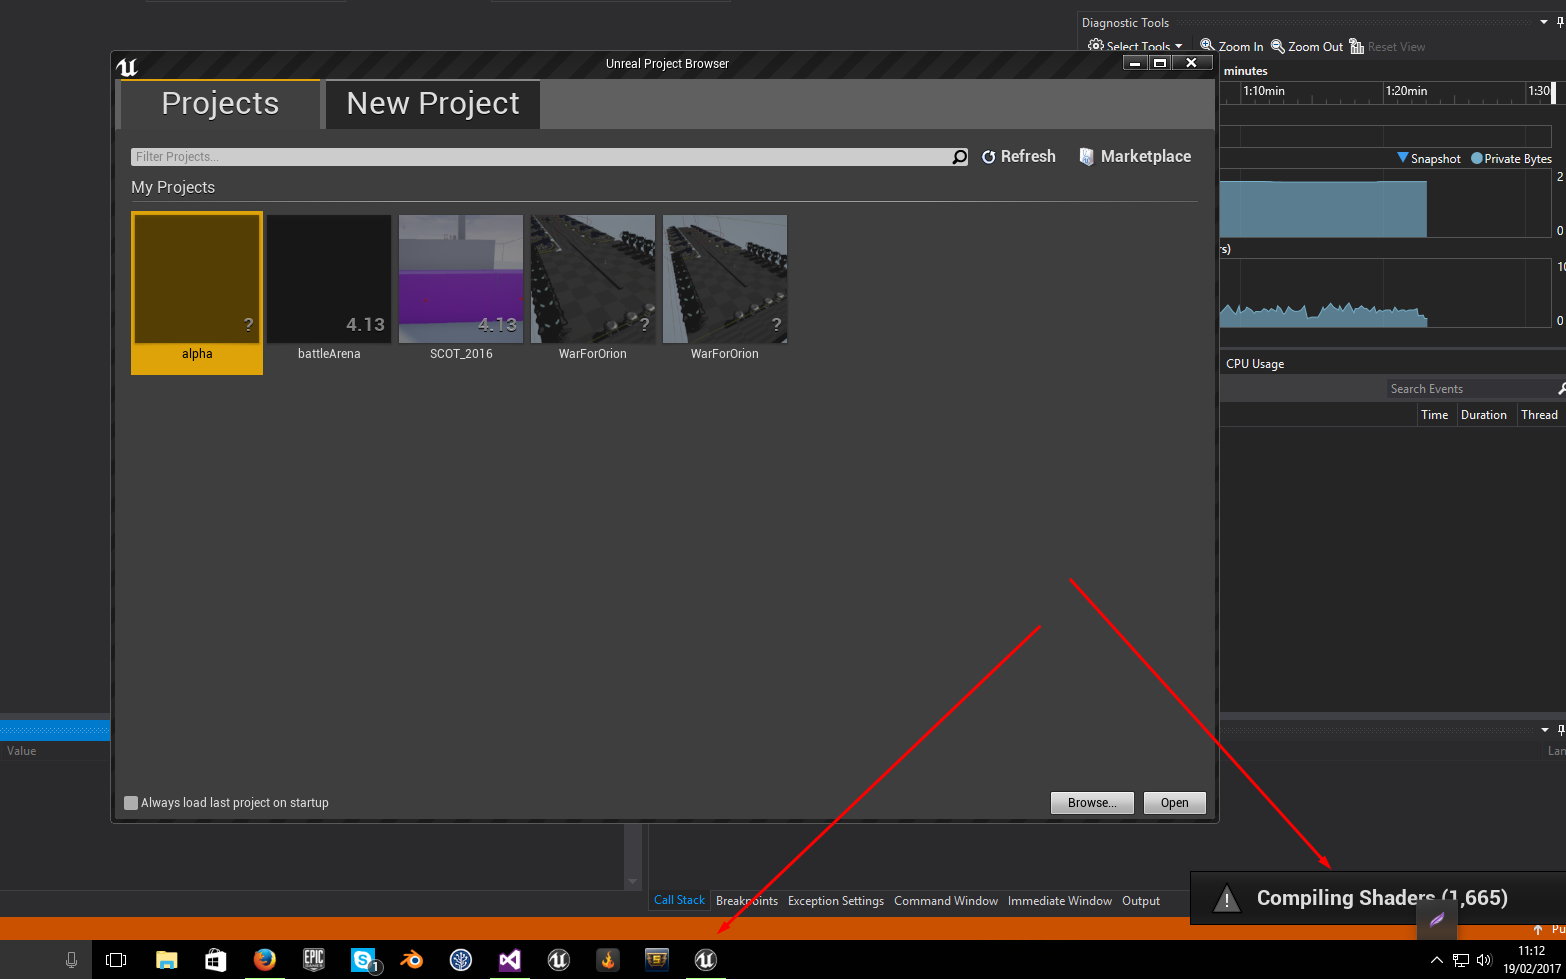 Diagnostic Tools
Select Tools Zoom In Zoom Out Reset View
Unreal Project Browser
minutes
1:10min 1:20min 1:30
Projects New Project
Filter Projects... Refresh Marketplace
Snapshot Private Bytes
My Projects
2
0
? 4.13 4.13 ? ?
alpha battleArena SCOT_2016 WarForOrion WarForOrion
rs)
10
0
CPU Usage
Search Events
Time Duration Thread
Value
Lan
Always load last project on startup Browse... Open
Call Stack Breakpoints Exception Settings Command Window Immediate Window Output
Compiling Shaders (1,665)
Pu
EPIC
GAMES
1
11:12
19/02/2017